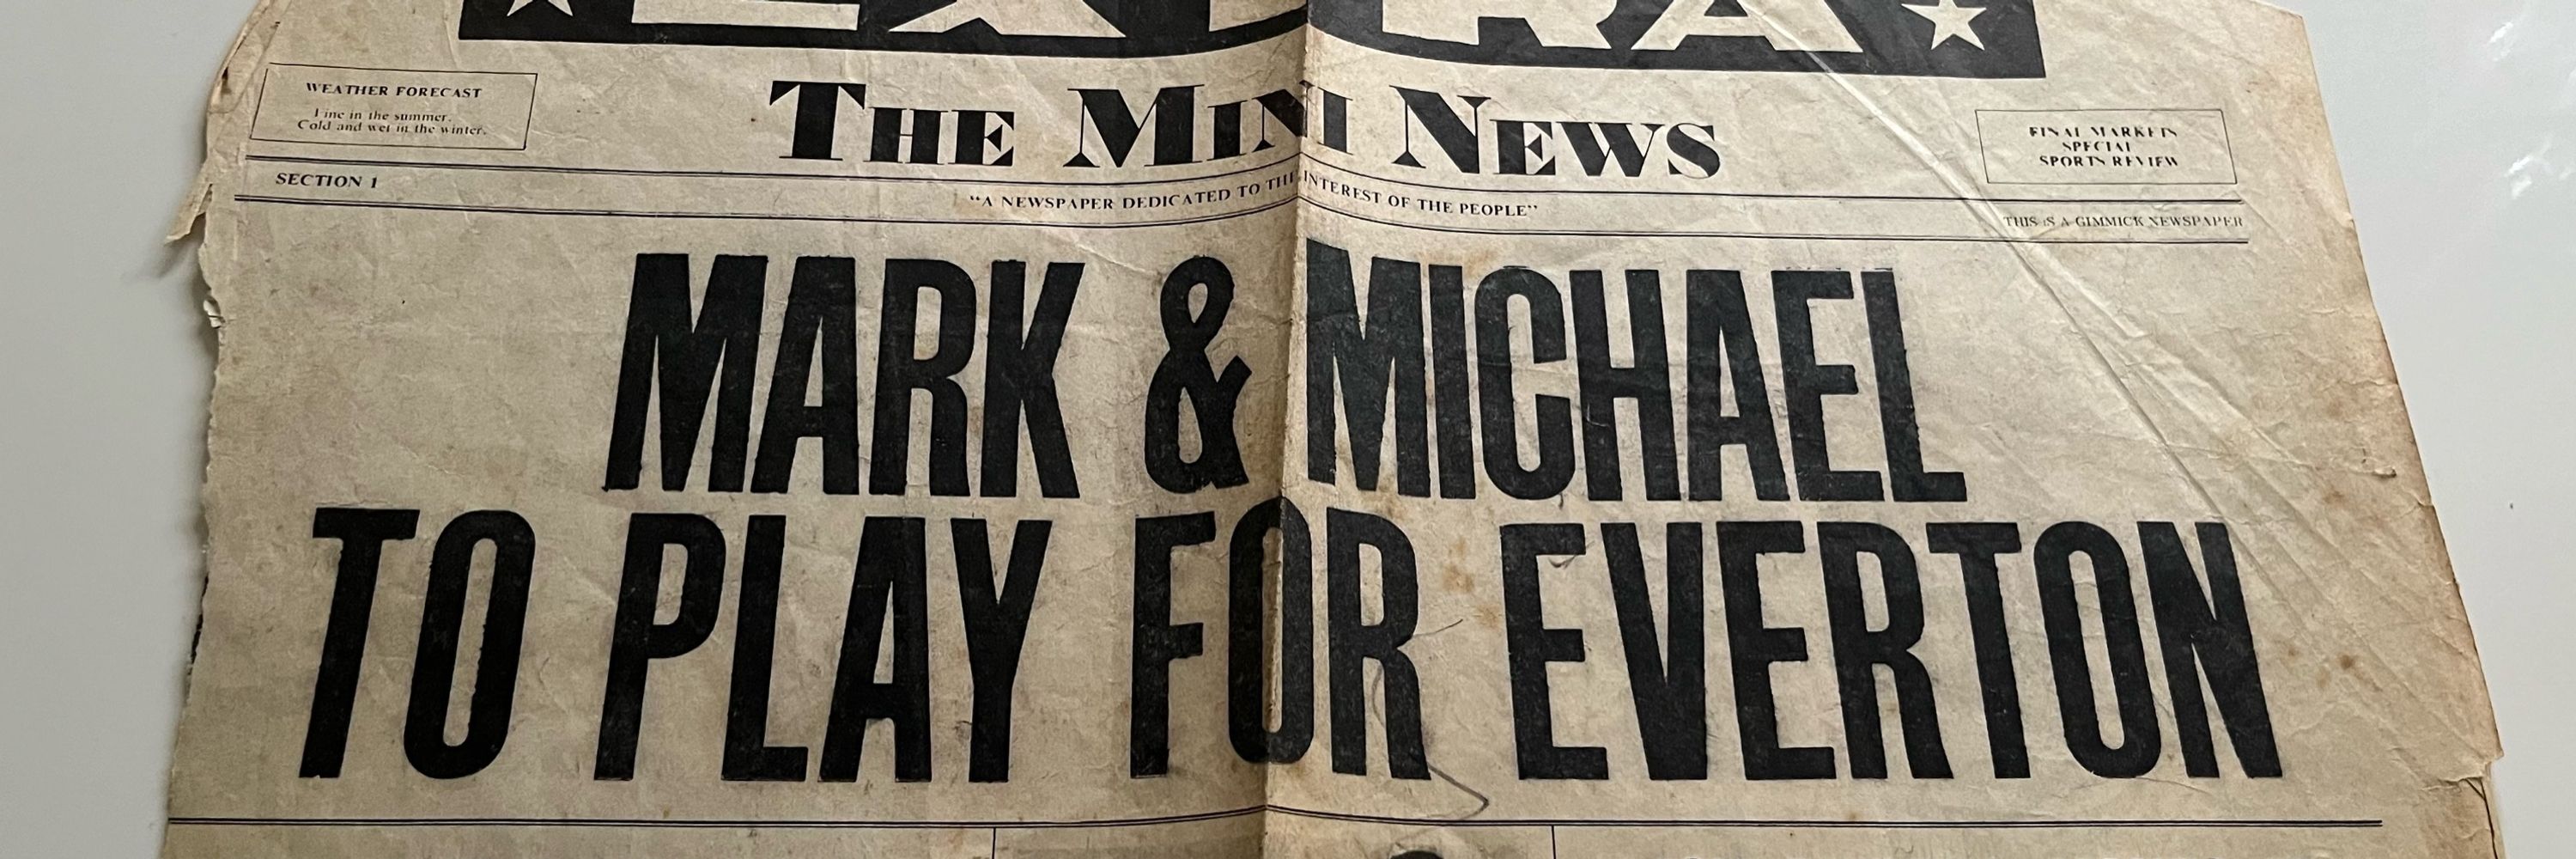 EXTRA
THE MINI NEWS
WEATHER FORECAST
Fine in the summer.
Cold and wet in the winter.
FINAL MARKETS
SPECIAL
SPORTS REVIEW
SECTION 1
"A NEWSPAPER DEDICATED TO THE INTEREST OF THE PEOPLE"
THIS IS A GIMMICK NEWSPAPER
MARK & MICHAEL
TO PLAY FOR EVERTON